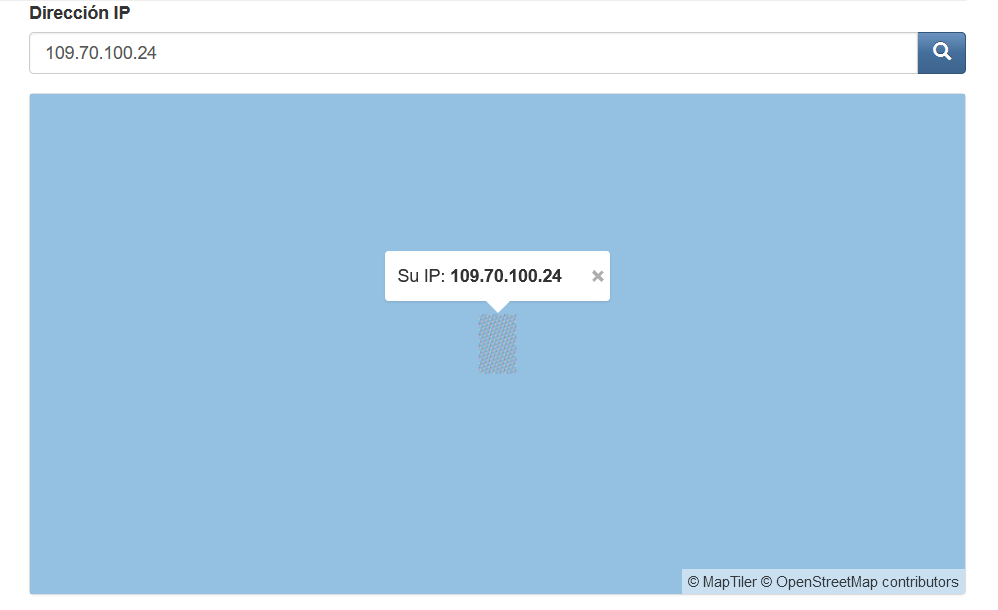 Dirección IP
109.70.100.24
Su IP: 109.70.100.24 ×
© MapTiler © OpenStreetMap contributors